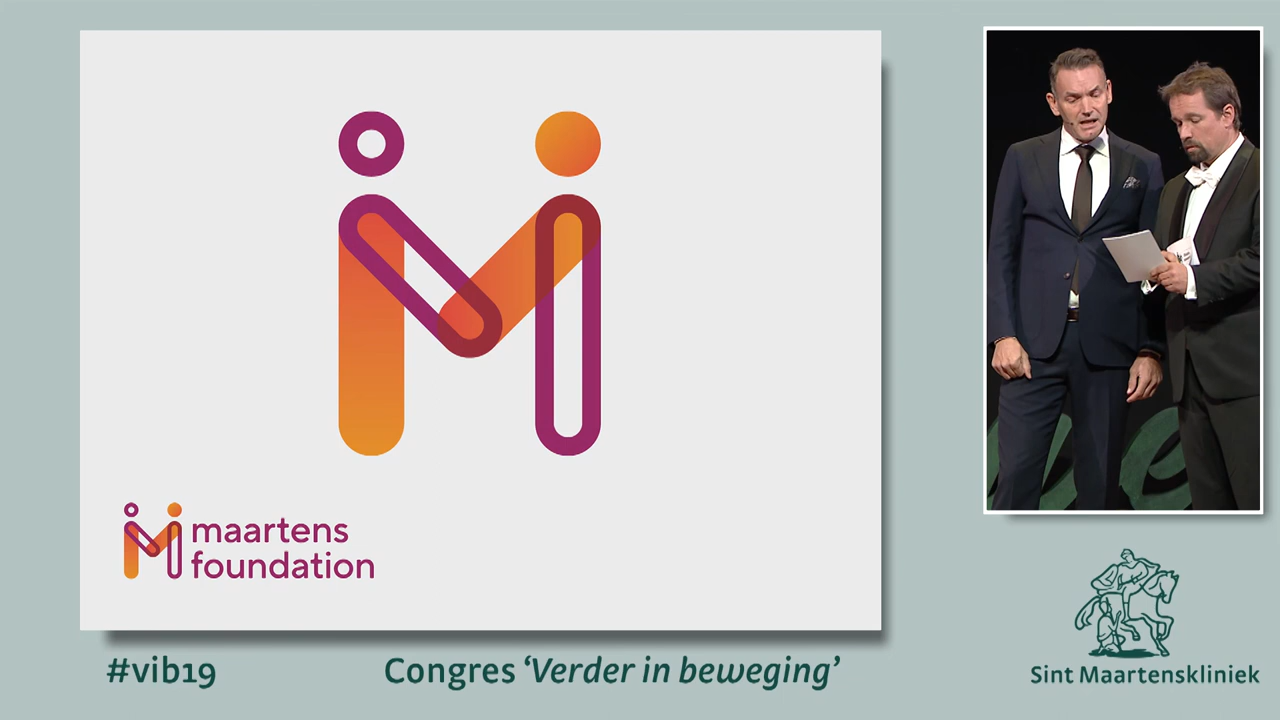 maartens
foundation
#vib19
Congres ‘Verder in beweging’
Sint Maartenskliniek